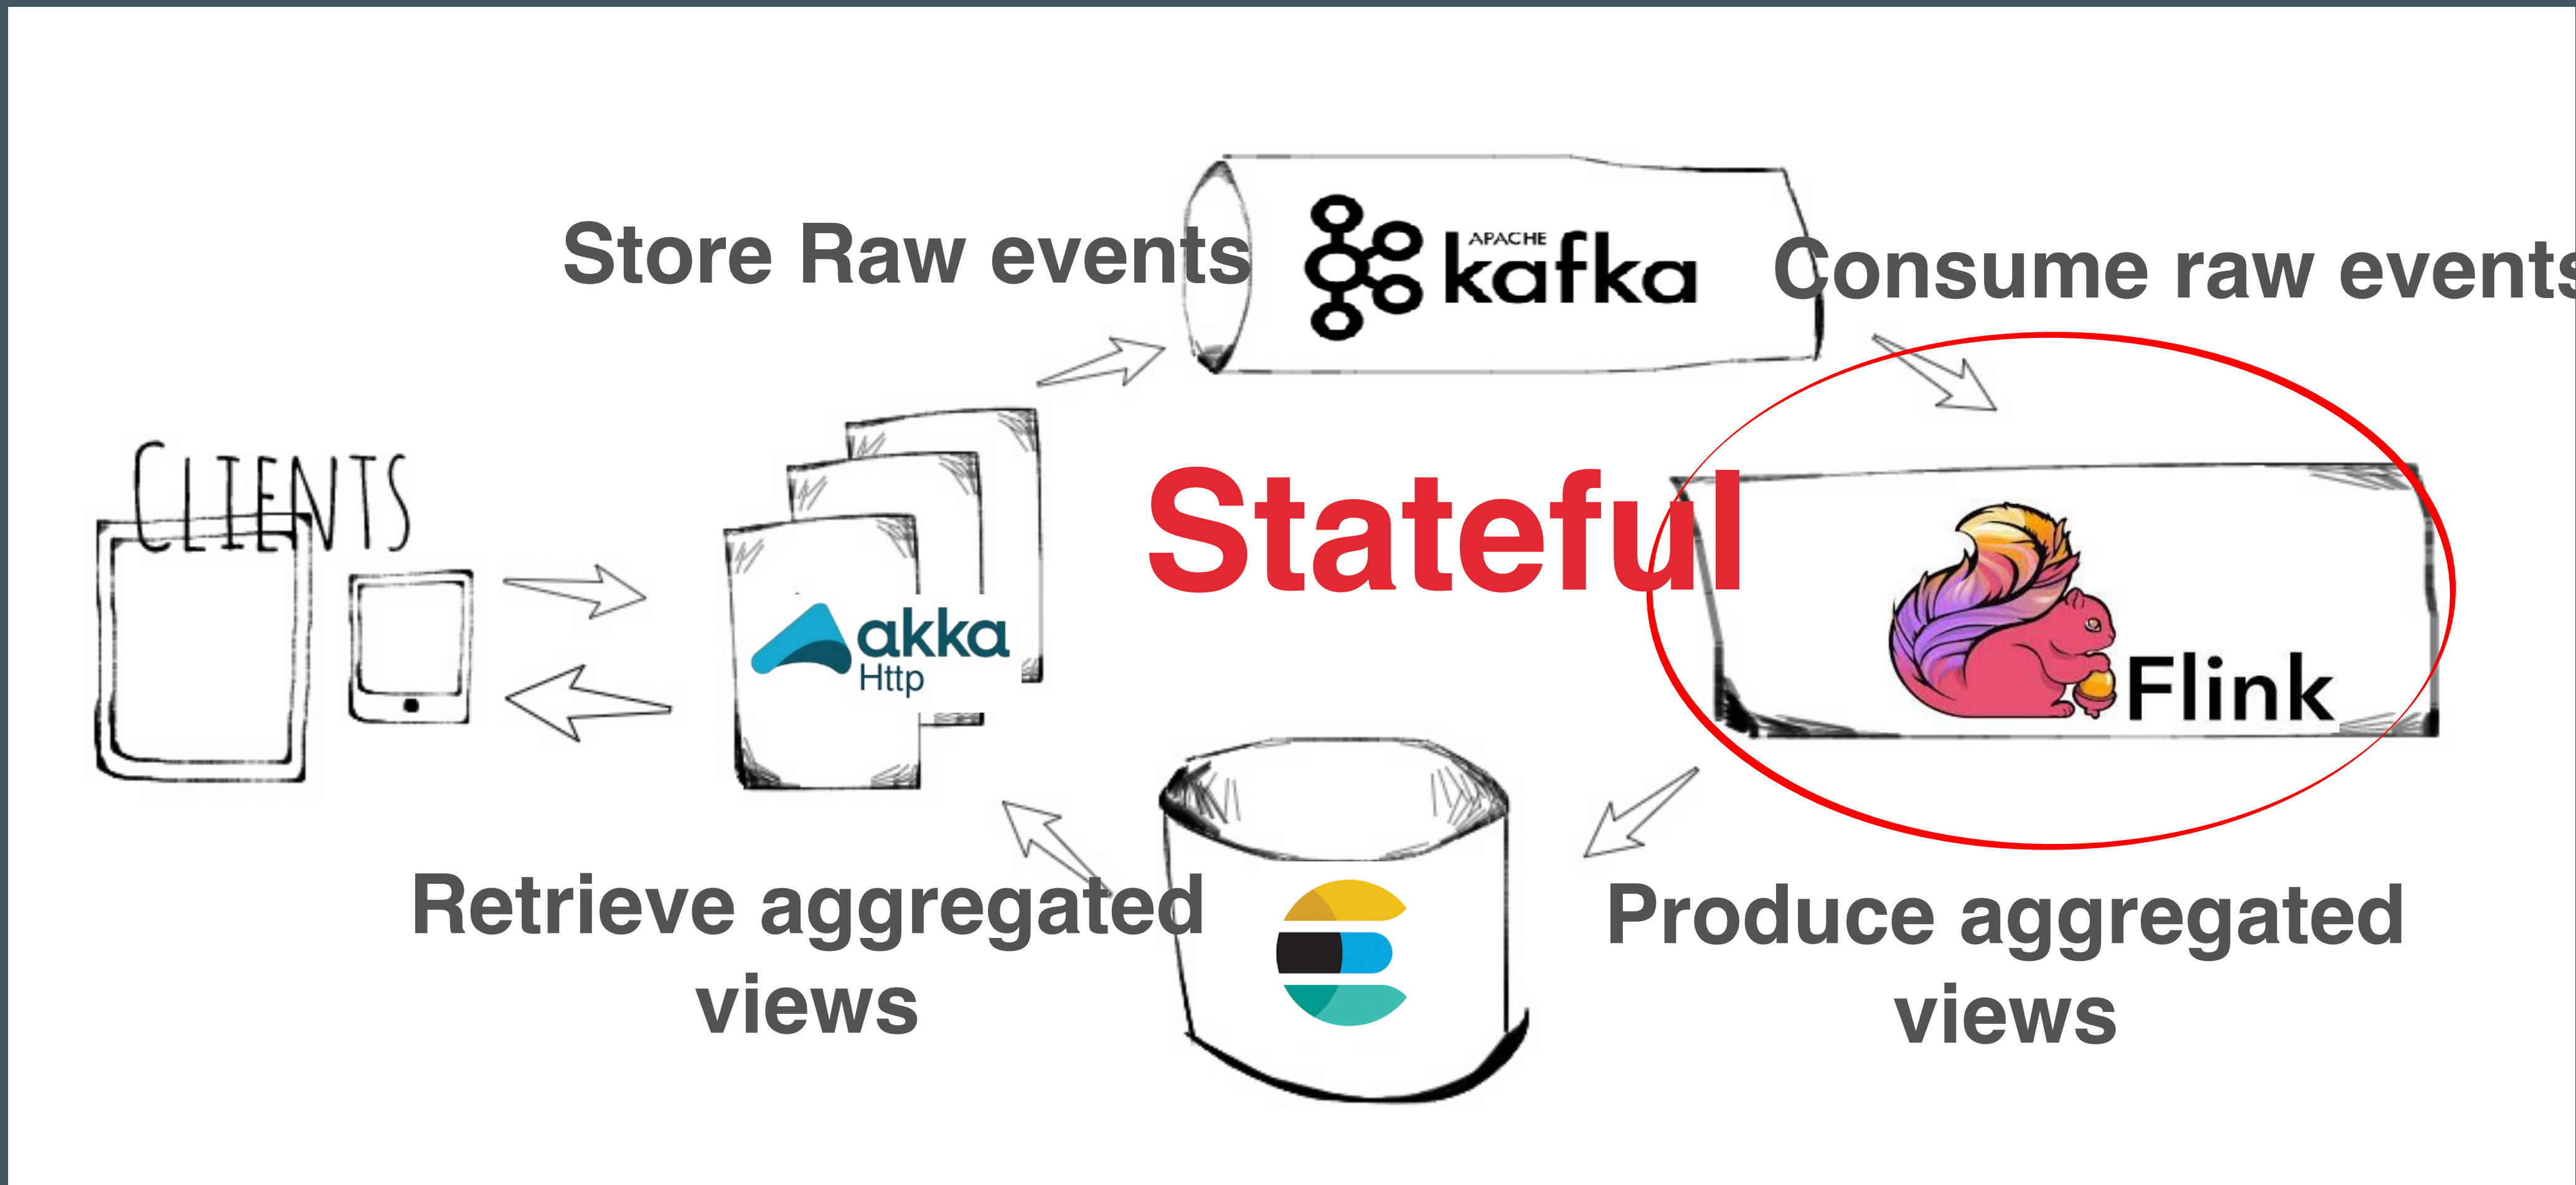 Store Raw events
APACHE
kafka
Consume raw events
CLIENTS
Stateful
akka
Http
Flink
Retrieve aggregated
views
Produce aggregated
views